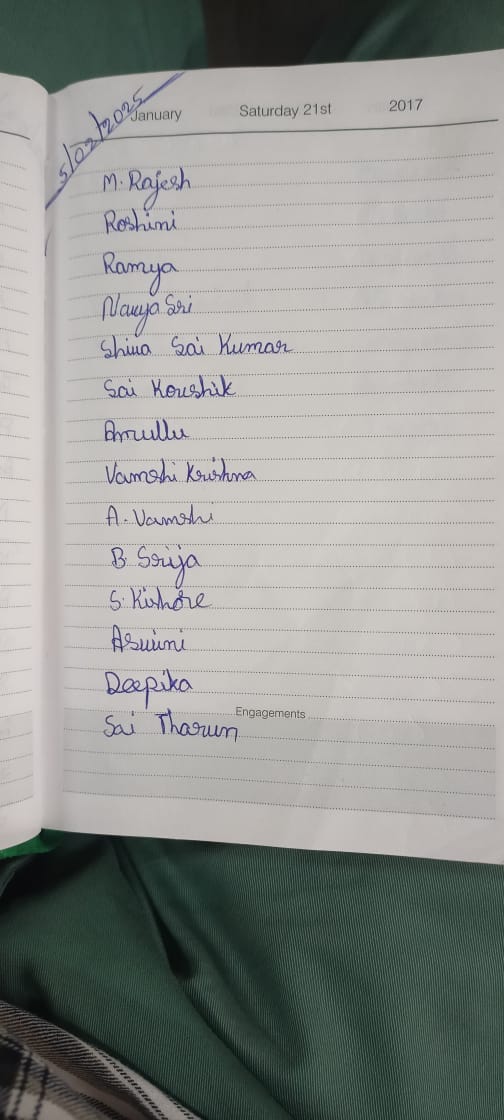 5/02/2025
January Saturday 21st 2017
M. Rajesh
Roshini
Ramya
Navya Sri
Shiva Sai Kumar
Sai Koushik
Amullu
Vamshi Krishna
A. Vamshi
B. Srija
S. Kishore
Aswini
Deepika
Engagements
Sai Tharun